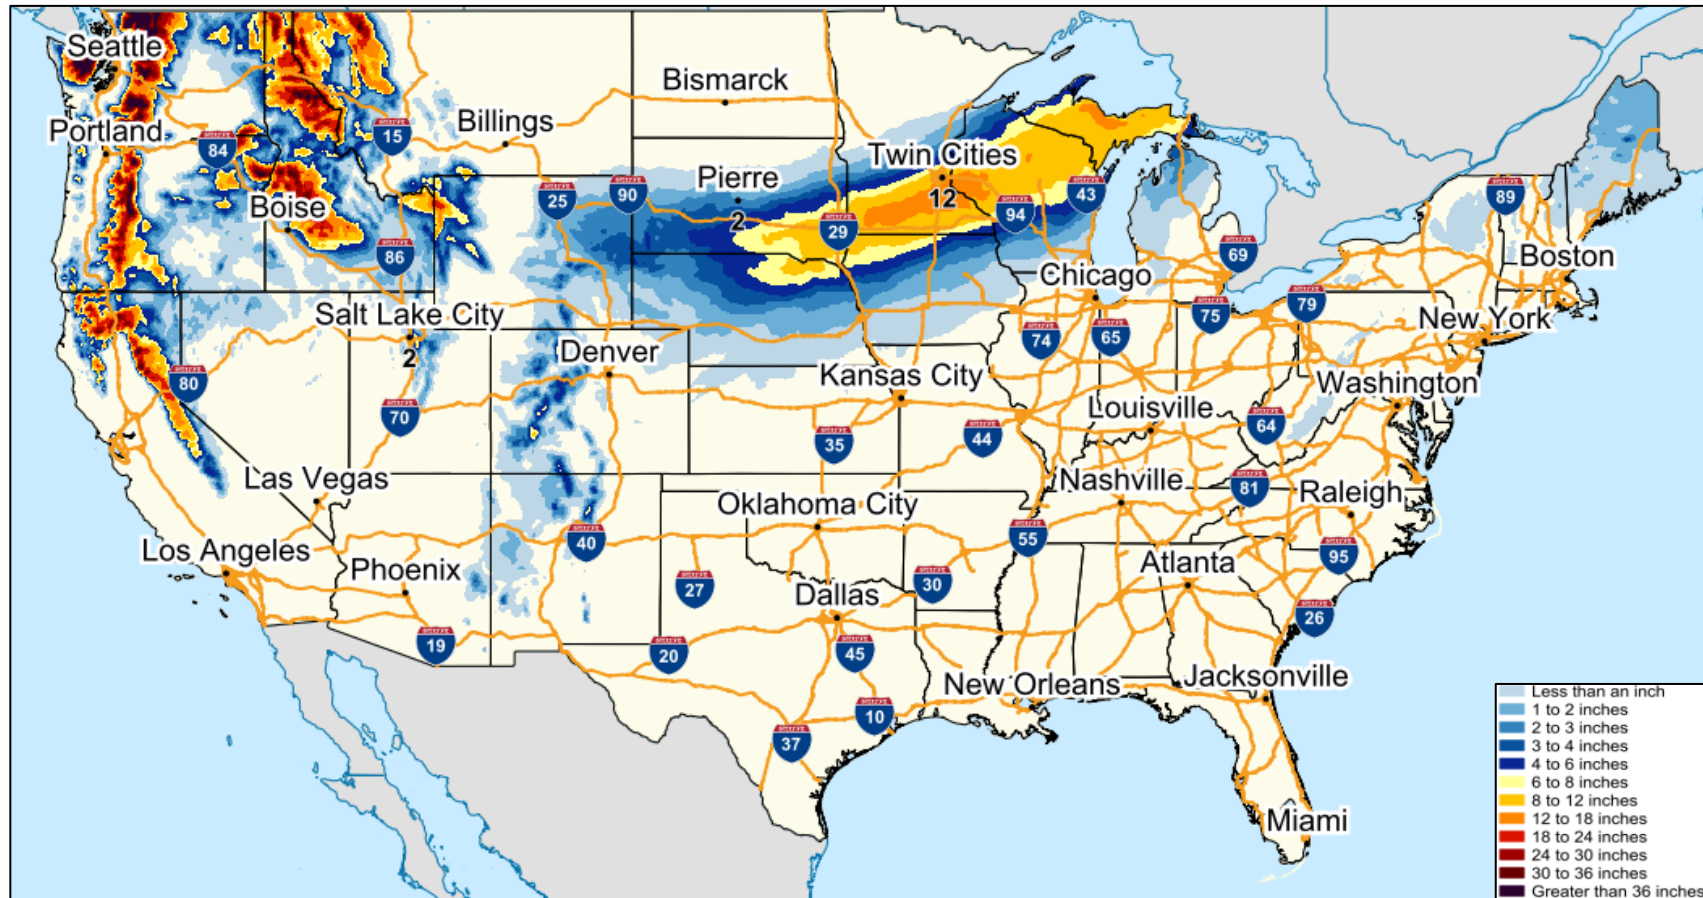 Seattle
Bismarck
Billings
15
Portland
84
Twin Cities
12
Pierre
2
90
25
Boise
86
29
94
43
89
69
Boston
Chicago
79
75
New York
74
65
Salt Lake City
2
Denver
80
Kansas City
Washington
70
35
44
Louisville
64
Las Vegas
Nashville
81
Raleigh
Oklahoma City
40
55
95
Los Angeles
Phoenix
27
Dallas
30
Atlanta
26
19
20
45
New Orleans
Jacksonville
10
37
Miami
Less than an inch
1 to 2 inches
2 to 3 inches
3 to 4 inches
4 to 6 inches
6 to 8 inches
8 to 12 inches
12 to 18 inches
18 to 24 inches
24 to 30 inches
30 to 36 inches
Greater than 36 inches